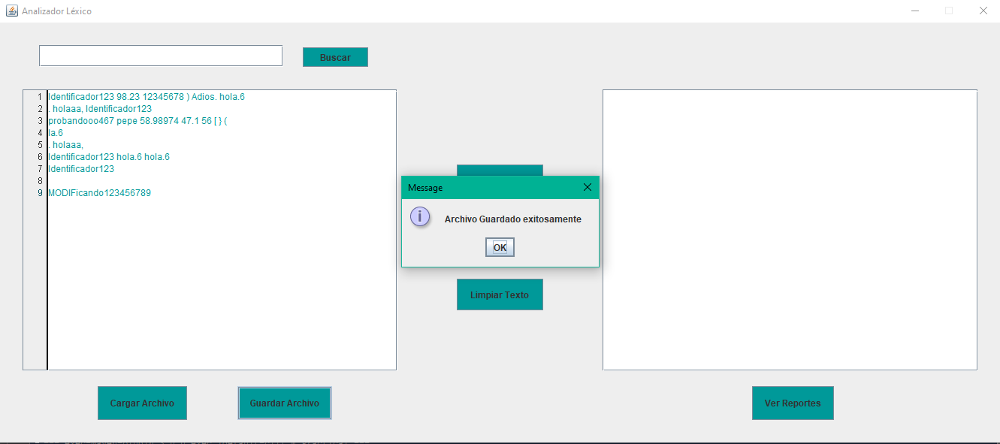 Analizador Léxico
Buscar
1 Identificador123 98.23 12345678 ) Adios. hola.6
2 . holaaa, Identificador123
3 probandooo467 pepe 58.98974 47.1 56 [ } (
4 la.6
5 . holaaa,
6 Identificador123 hola.6 hola.6
7 Identificador123
8
9 MODIFicando123456789
Message
Archivo Guardado exitosamente
OK
Limpiar Texto
Cargar Archivo
Guardar Archivo
Ver Reportes